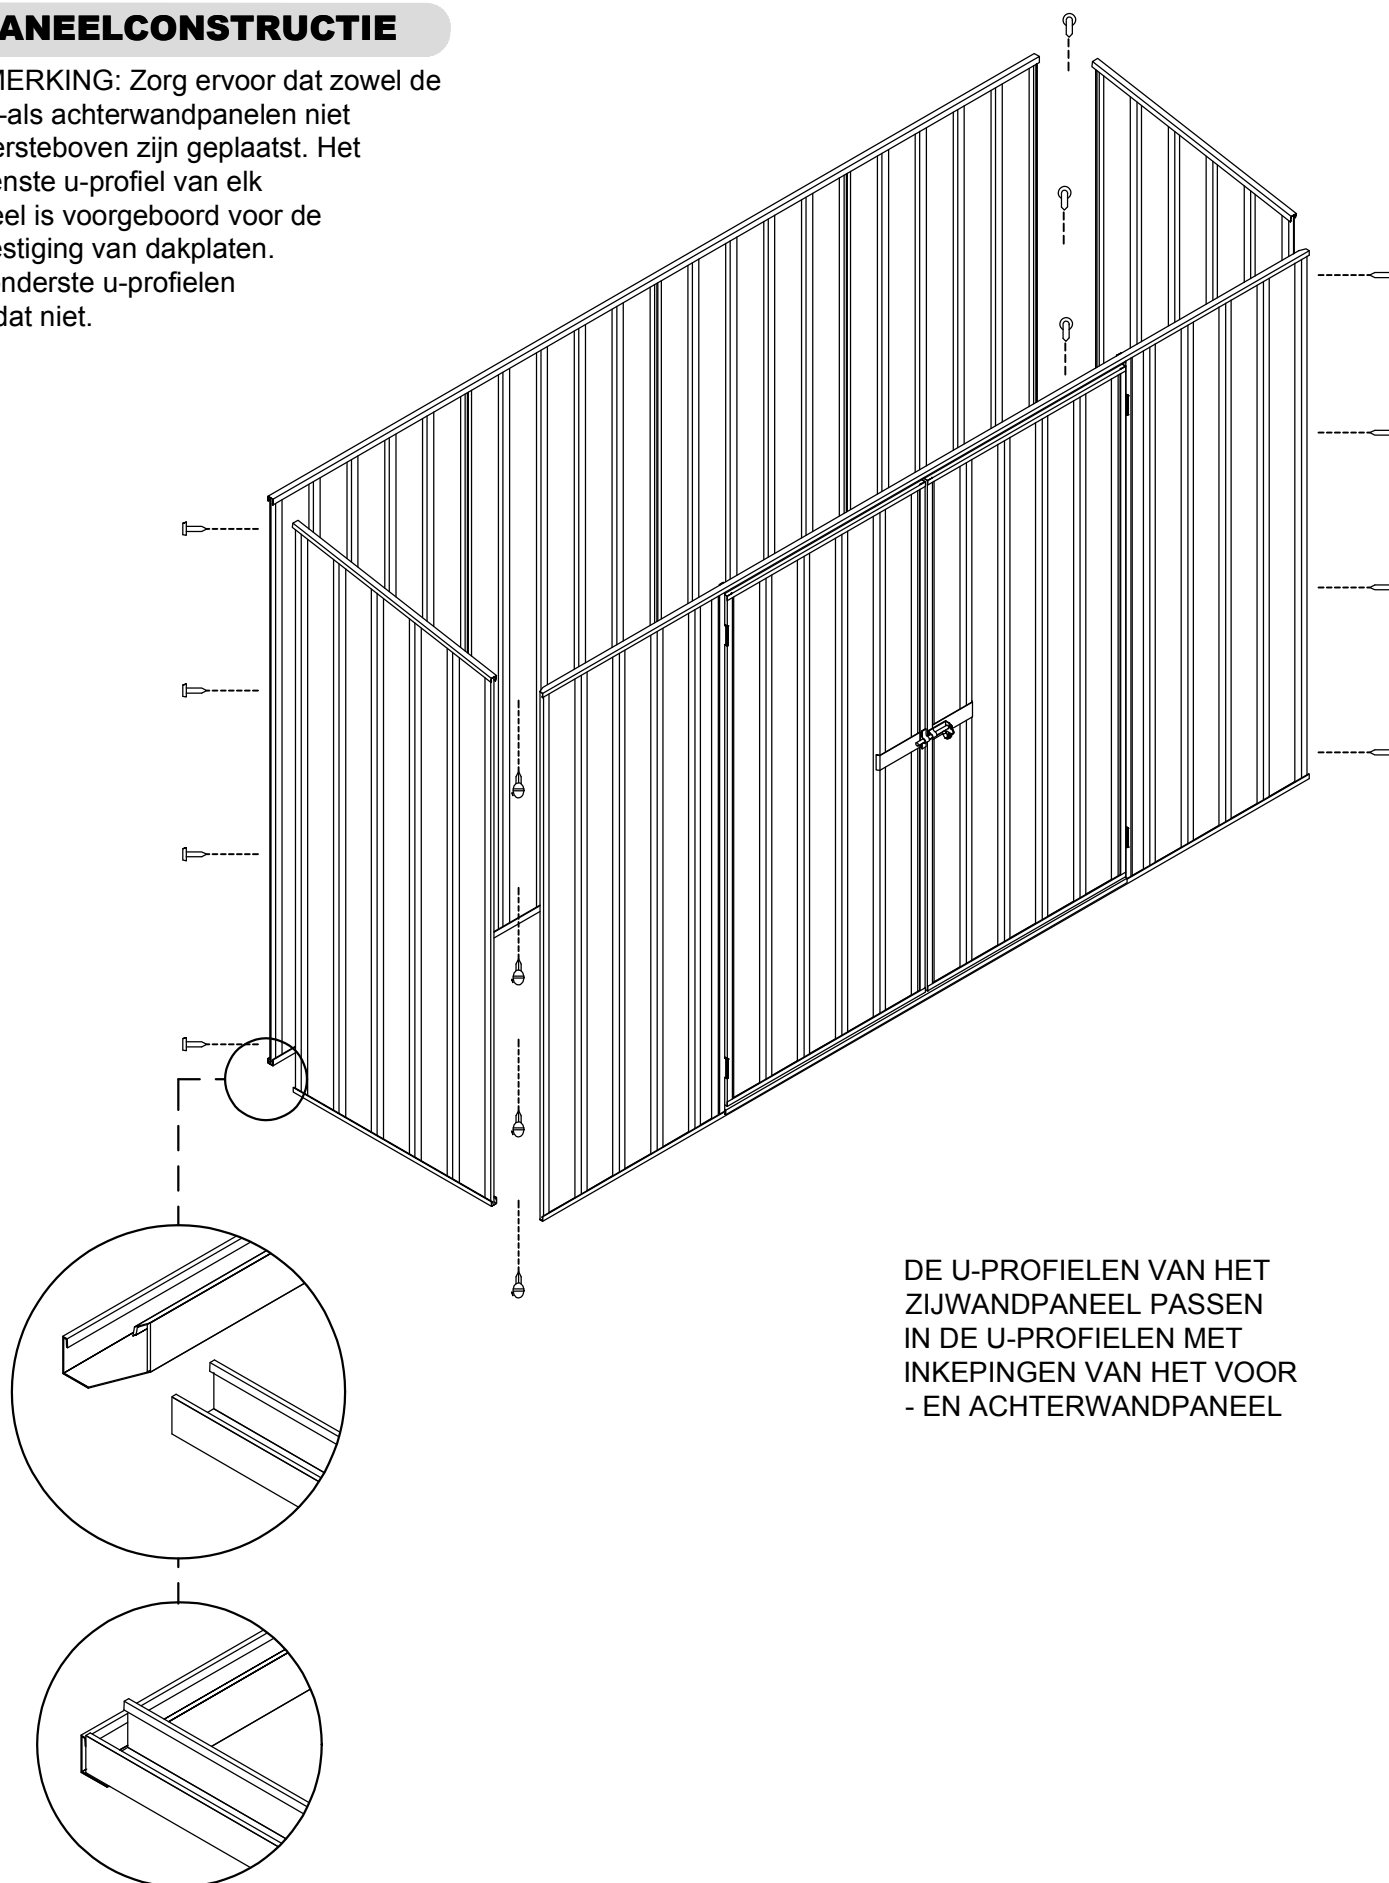 ANEELCONSTRUCTIE
MERKING: Zorg ervoor dat zowel de
-als achterwandpanelen niet
ersteboven zijn geplaatst. Het
enste u-profiel van elk
eel is voorgeboord voor de
estiging van dakplaten.
onderste u-profielen
dat niet.
DE U-PROFIELEN VAN HET
ZIJWANDPANEEL PASSEN
IN DE U-PROFIELEN MET
INKEPINGEN VAN HET VOOR
- EN ACHTERWANDPANEEL